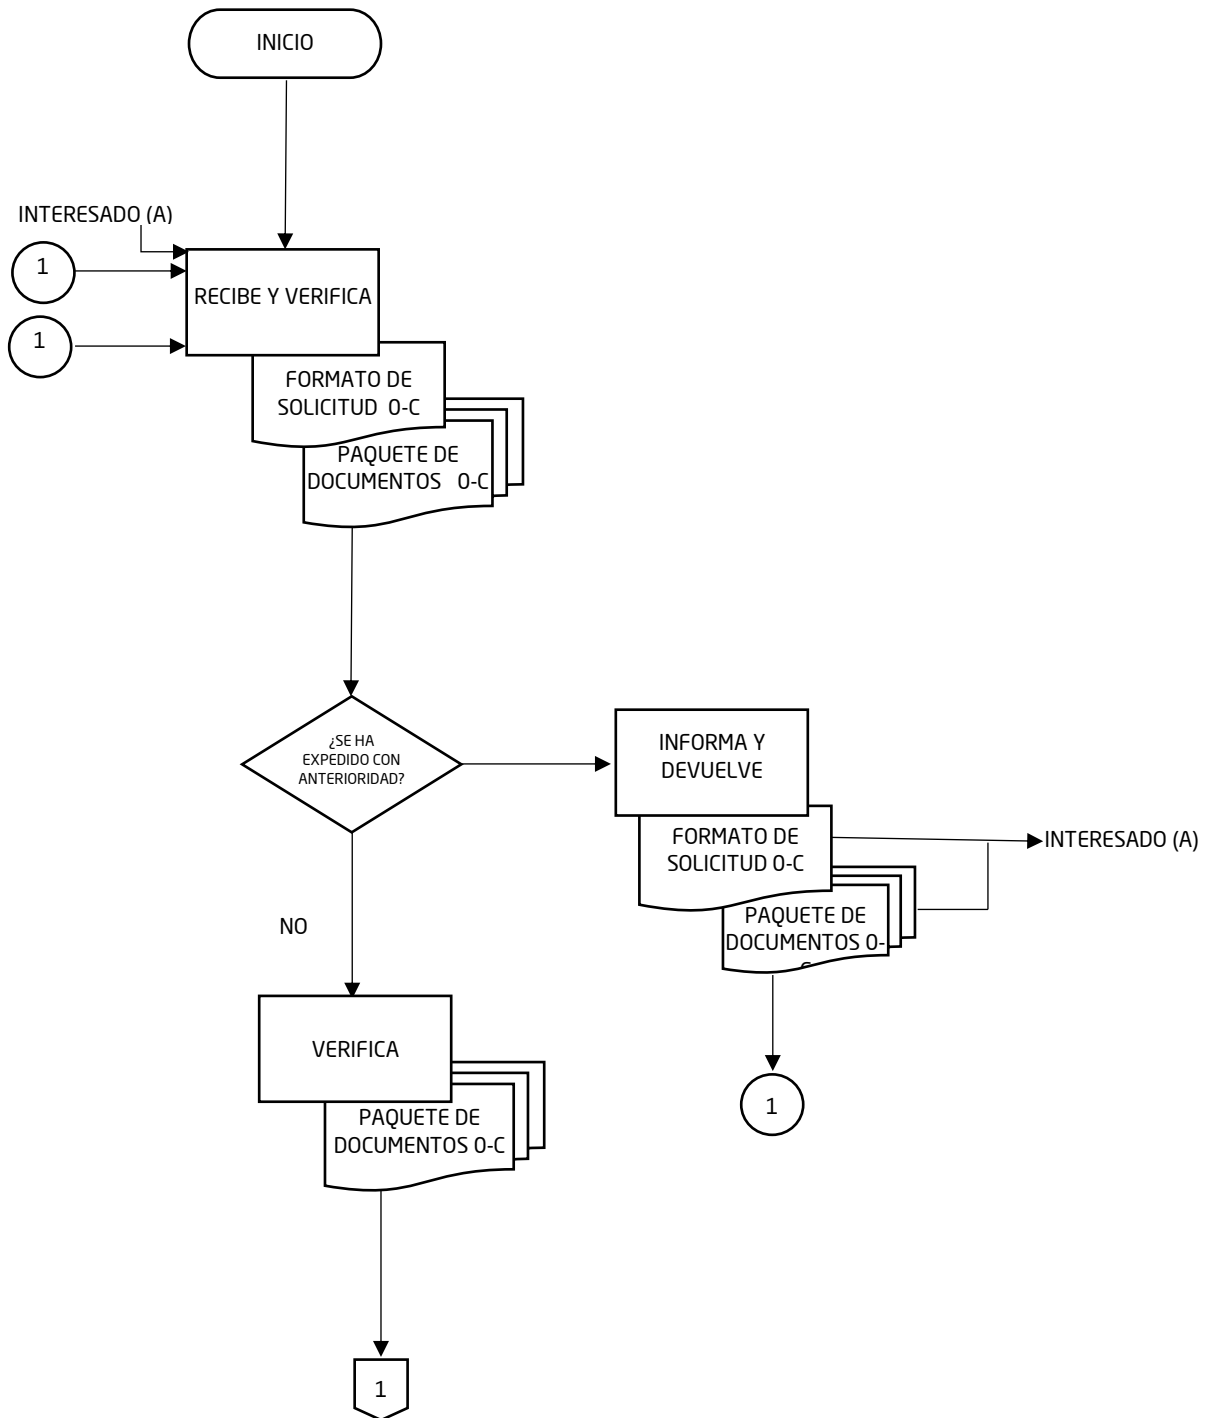 INICIO
INTERESADO (A)
1
1
RECIBE Y VERIFICA
FORMATO DE
SOLICITUD 0-C
PAQUETE DE
DOCUMENTOS 0-C
¿SE HA
EXPEDIDO CON
ANTERIORIDAD?
INFORMA Y
DEVUELVE
FORMATO DE
SOLICITUD 0-C
INTERESADO (A)
PAQUETE DE
DOCUMENTOS 0-
NO
VERIFICA
PAQUETE DE
DOCUMENTOS 0-C
1
1